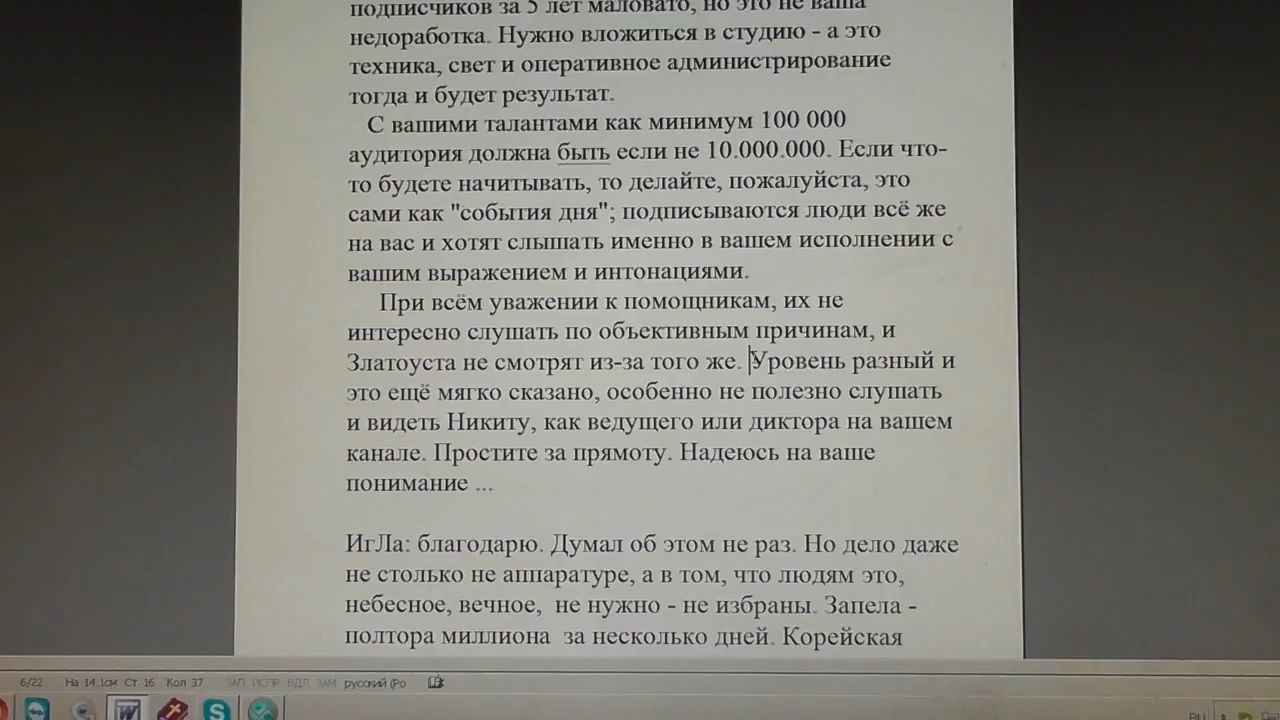 подписчиков за 5 лет маловато, но это не ваша
недоработка. Нужно вложиться в студию - а это
техника, свет и оперативное администрирование
тогда и будет результат.
С вашими талантами как минимум 100 000
аудитория должна быть если не 10.000.000. Если что-
то будете начитывать, то делайте, пожалуйста, это
сами как "события дня"; подписываются люди всё же
на вас и хотят слышать именно в вашем исполнении с
вашим выражением и интонациями.
При всём уважении к помощникам, их не
интересно слушать по объективным причинам, и
Златоуста не смотрят из-за того же. Уровень разный и
это ещё мягко сказано, особенно не полезно слушать
и видеть Никиту, как ведущего или диктора на вашем
канале. Простите за прямоту. Надеюсь на ваше
понимание ...
ИгЛа: благодарю. Думал об этом не раз. Но дело даже
не столько не аппаратуре, а в том, что людям это,
небесное, вечное, не нужно - не избраны. Запела -
полтора миллиона за несколько дней. Корейская
6/22 На 14,1см Ст 16 Кол 37 ЗАП ИСПР ВДЛ ЗАМ русский (Ро
RU